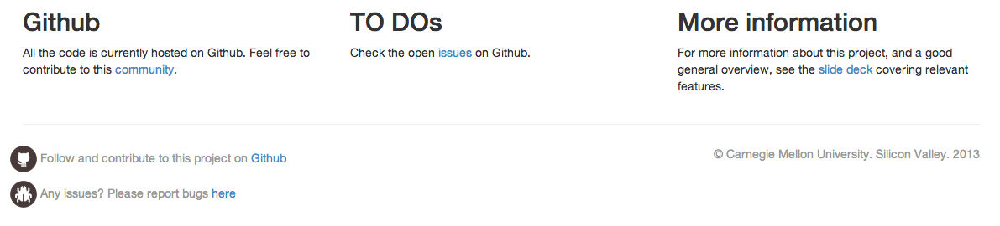 Github
All the code is currently hosted on Github. Feel free to
contribute to this community.
TO DOs
Check the open issues on Github.
More information
For more information about this project, and a good
general overview, see the slide deck covering relevant
features.
Follow and contribute to this project on Github
© Carnegie Mellon University. Silicon Valley. 2013
Any issues? Please report bugs here